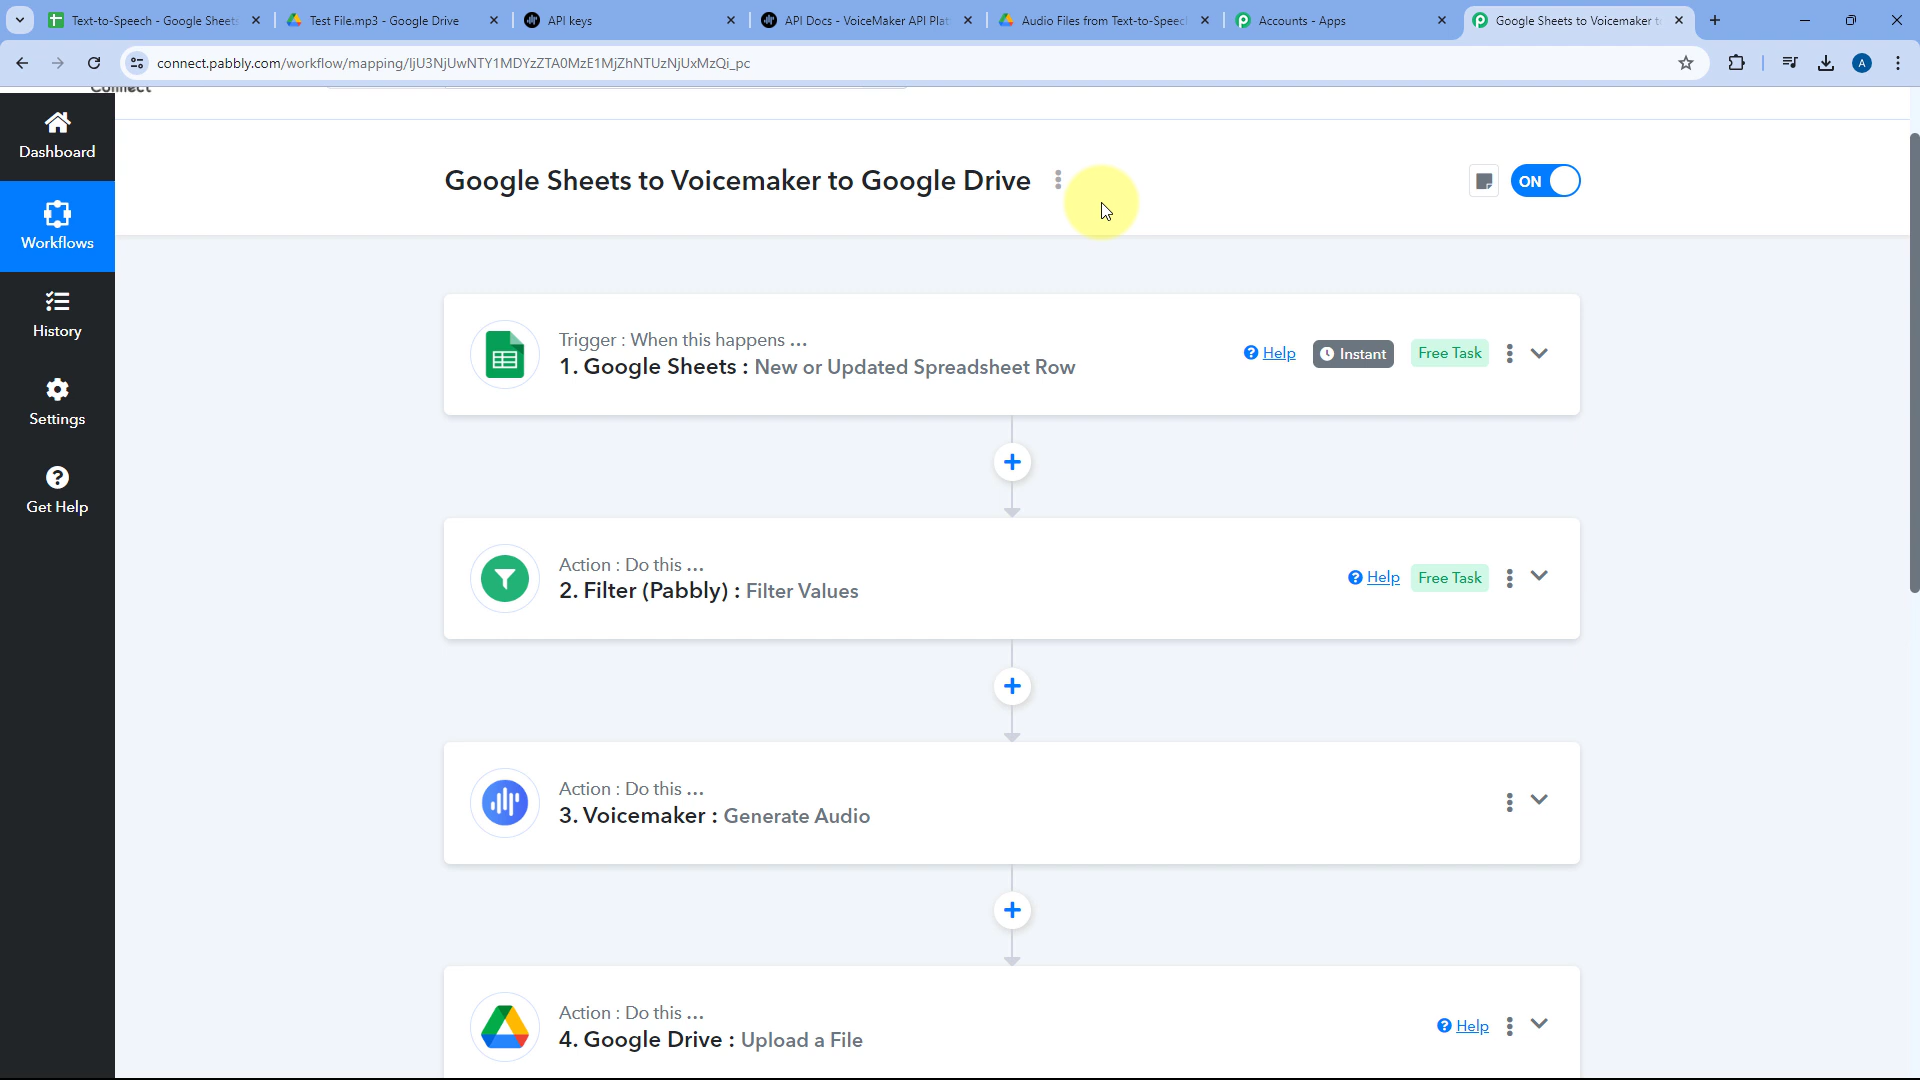 Text-to-Speech - Google Sheets
Test File.mp3 - Google Drive
API keys
API Docs - VoiceMaker API Plat
Audio Files from Text-to-Speec
Accounts - Apps
Google Sheets to Voicemaker t
connect.pabbly.com/workflow/mapping/IjU3NjUwNTY1MDYzZTA0MzE1MjZhNTUzNjUxMzQi_pc
A
Connect
Dashboard
Workflows
History
Settings
Get Help
Google Sheets to Voicemaker to Google Drive
ON
Trigger : When this happens ...
1. Google Sheets : New or Updated Spreadsheet Row
Help
Instant
Free Task
Action : Do this ...
2. Filter (Pabbly) : Filter Values
Help
Free Task
Action : Do this ...
3. Voicemaker : Generate Audio
Action : Do this ...
4. Google Drive : Upload a File
Help